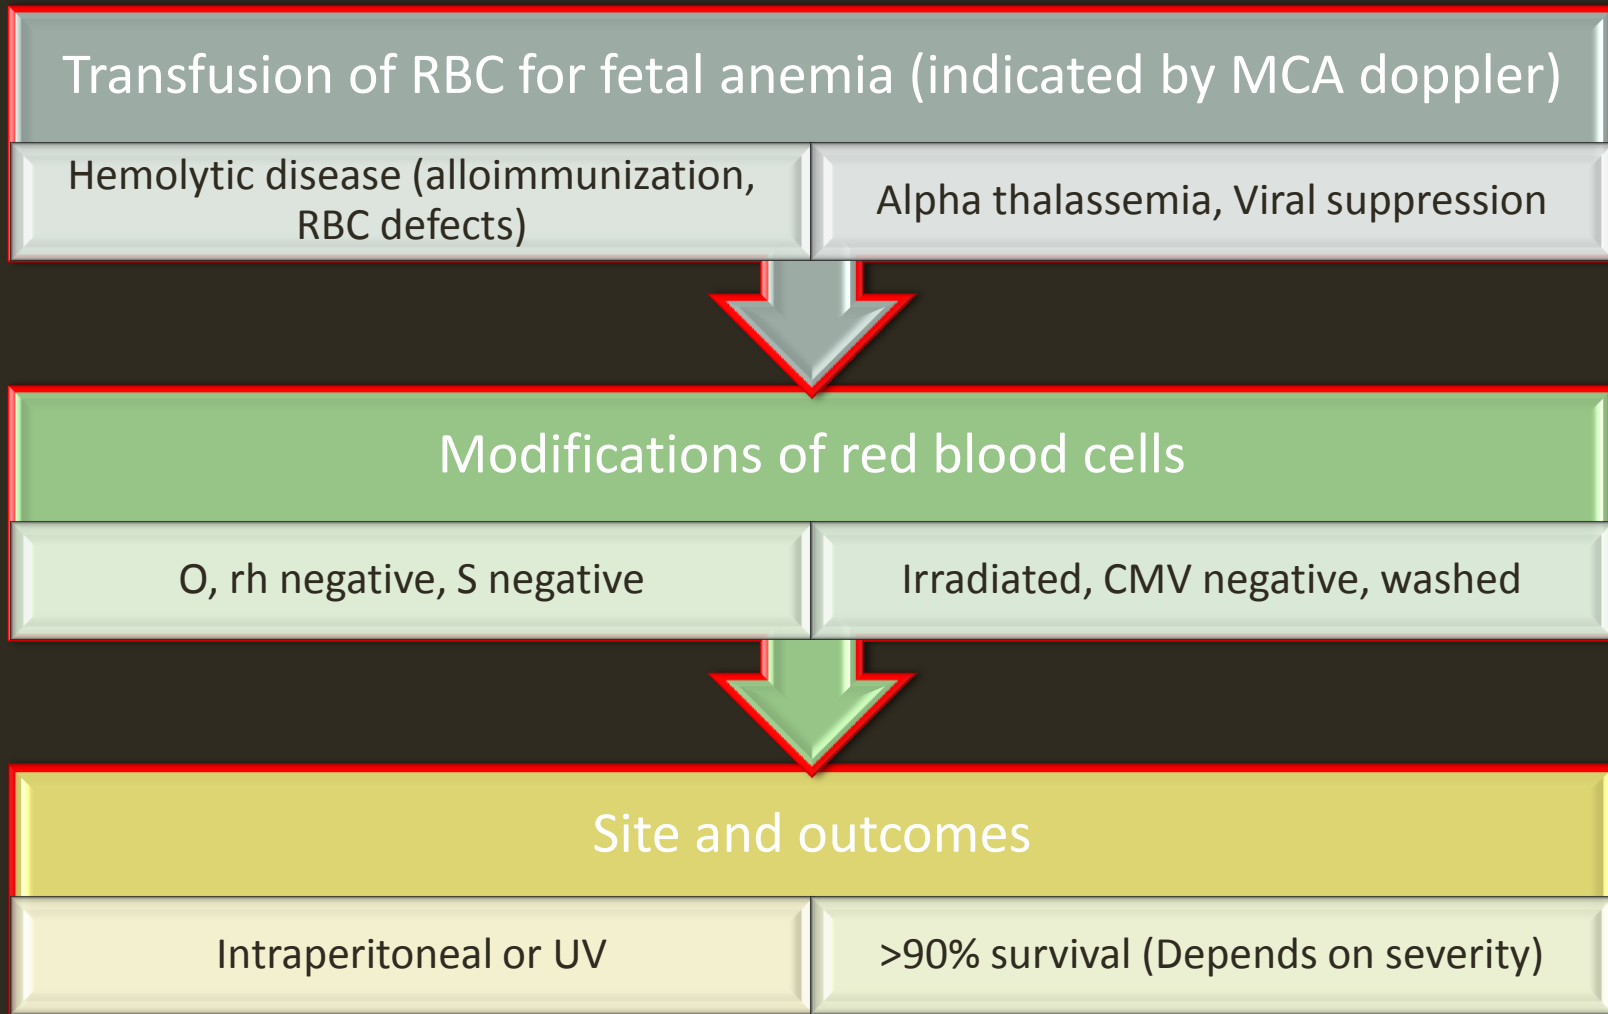 Transfusion of RBC for fetal anemia (indicated by MCA doppler)
Hemolytic disease (alloimmunization,
RBC defects)
Alpha thalassemia, Viral suppression
Modifications of red blood cells
O, rh negative, S negative
Irradiated, CMV negative, washed
Site and outcomes
Intraperitoneal or UV
>90% survival (Depends on severity)